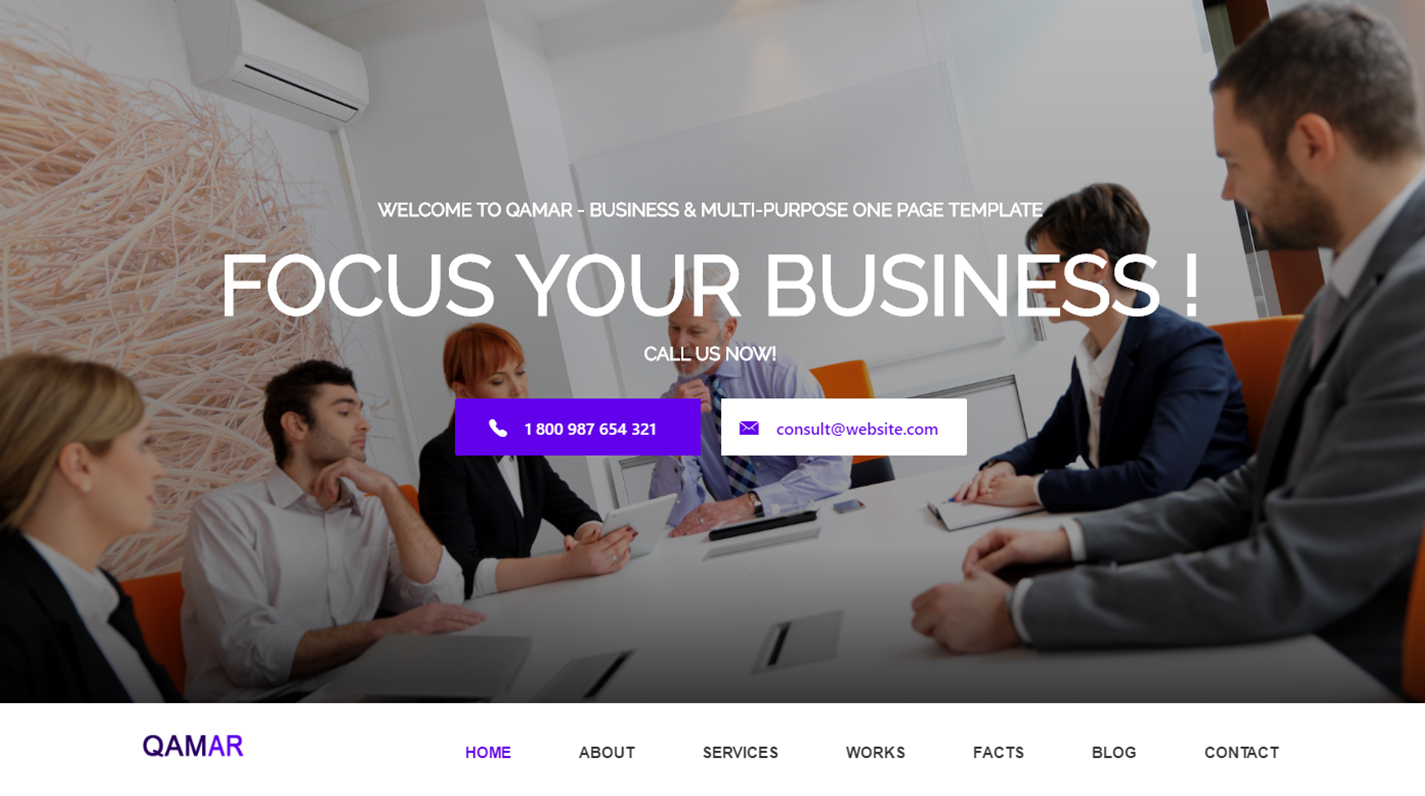 WELCOME TO QAMAR - BUSINESS & MULTI-PURPOSE ONE PAGE TEMPLATE
FOCUS YOUR BUSINESS !
CALL US NOW!
1 800 987 654 321
consult@website.com
QAMAR
HOME ABOUT SERVICES WORKS FACTS BLOG CONTACT